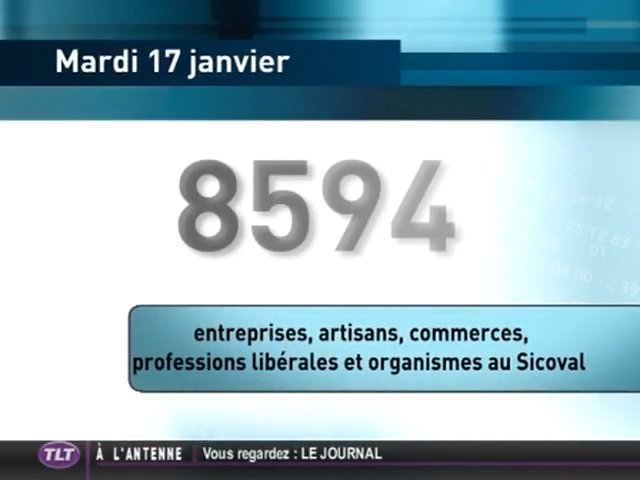 Mardi 17 janvier
8594
entreprises, artisans, commerces,
professions libérales et organismes au Sicoval
TLT À L'ANTENNE Vous regardez : LE JOURNAL